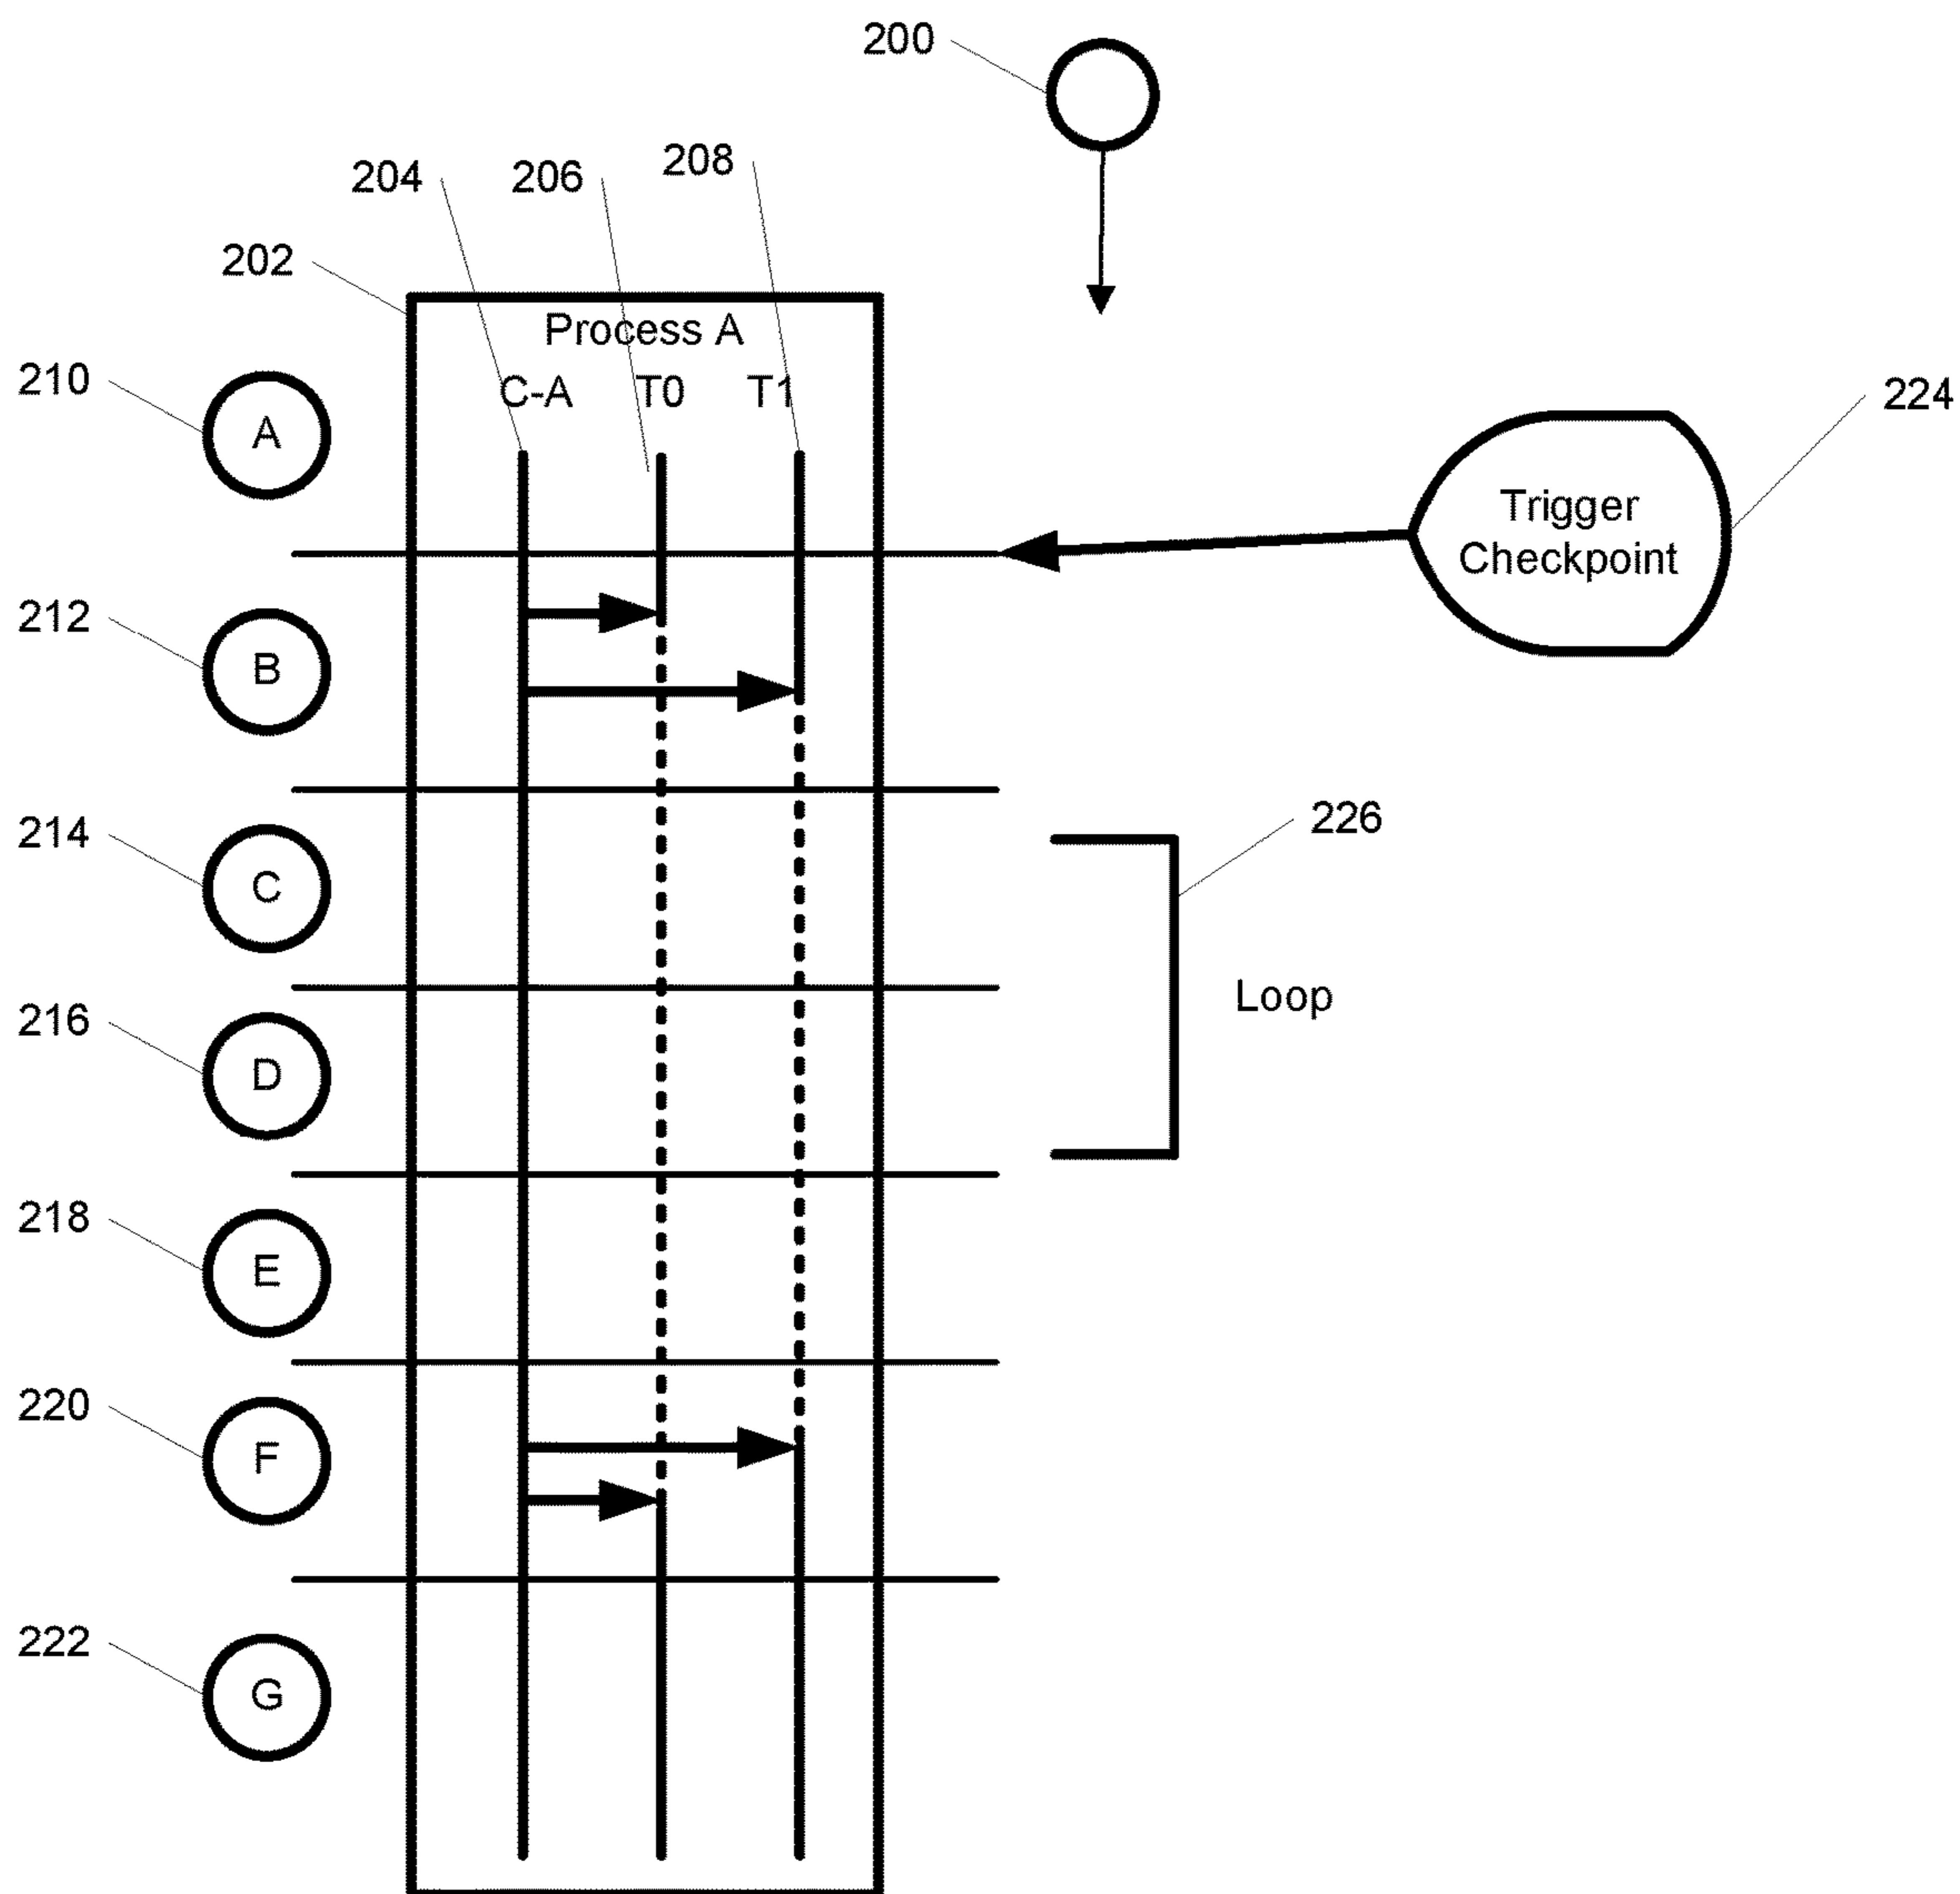 200
204
206
208
202
Process A
C-A
T0
T1
210
A
224
Trigger
Checkpoint
212
B
226
214
C
Loop
216
D
218
E
220
F
222
G